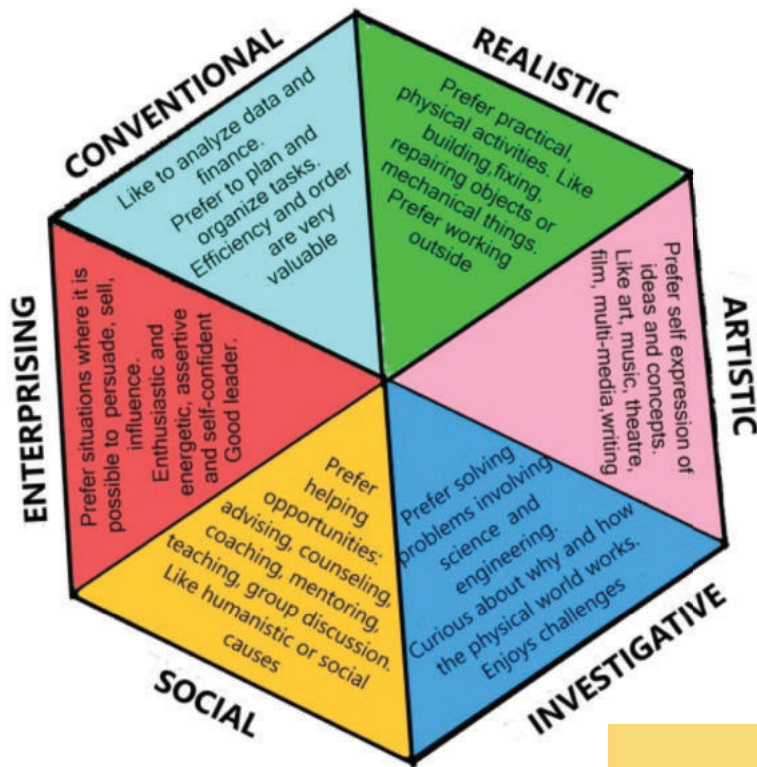 CONVENTIONAL
Like to analyze data and
finance.
Prefer to plan and
organize tasks.
Efficiency and order
are very
valuable
REALISTIC
Prefer practical,
physical activities. Like
building,fixing,
repairing objects or
mechanical things.
Prefer working
outside
ARTISTIC
Prefer self expression of
ideas and concepts.
Like art, music, theatre,
film, multi-media,writing
INVESTIGATIVE
Prefer solving
problems involving
science and
engineering.
Curious about why and how
the physical world works.
Enjoys challenges
SOCIAL
Prefer
helping
opportunities:
advising, counseling,
coaching, mentoring,
teaching, group discussion.
Like humanistic or social
causes
ENTERPRISING
Prefer situations where it is
possible to persuade, sell,
influence.
Enthusiastic and
energetic, assertive
and self-confident
Good leader.